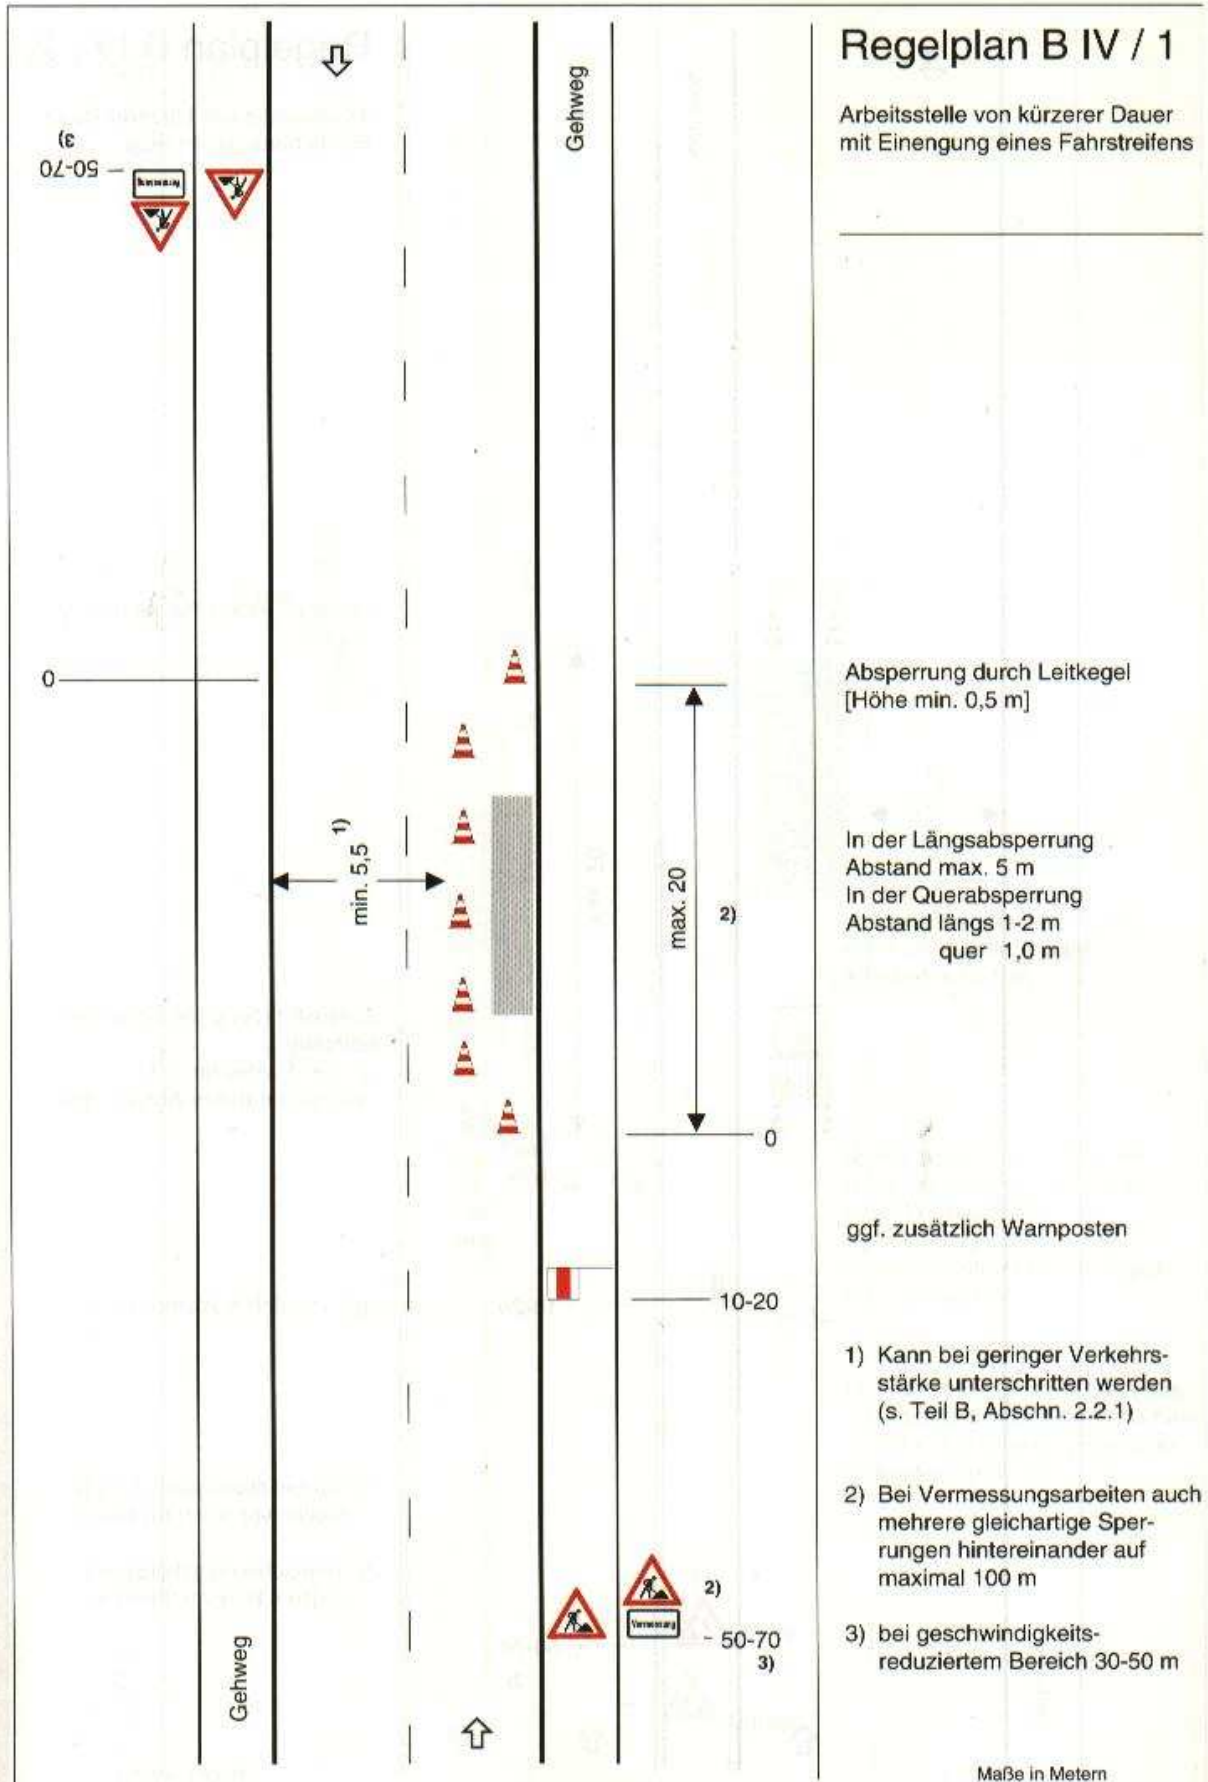 Regelplan B IV / 1
Arbeitsstelle von kürzerer Dauer
mit Einengung eines Fahrstreifens
Gehweg
3)
50-70
Vermessung
0
Absperrung durch Leitkegel
[Höhe min. 0,5 m]
1)
min. 5,5
max. 20
2)
In der Längsabsperrung
Abstand max. 5 m
In der Querabsperrung
Abstand längs 1-2 m
quer 1,0 m
0
ggf. zusätzlich Warnposten
10-20
1) Kann bei geringer Verkehrs-
stärke unterschritten werden
(s. Teil B, Abschn. 2.2.1)
2) Bei Vermessungsarbeiten auch
mehrere gleichartige Sper-
rungen hintereinander auf
maximal 100 m
2)
Vermessung
50-70
3)
3) bei geschwindigkeits-
reduziertem Bereich 30-50 m
Gehweg
Maße in Metern